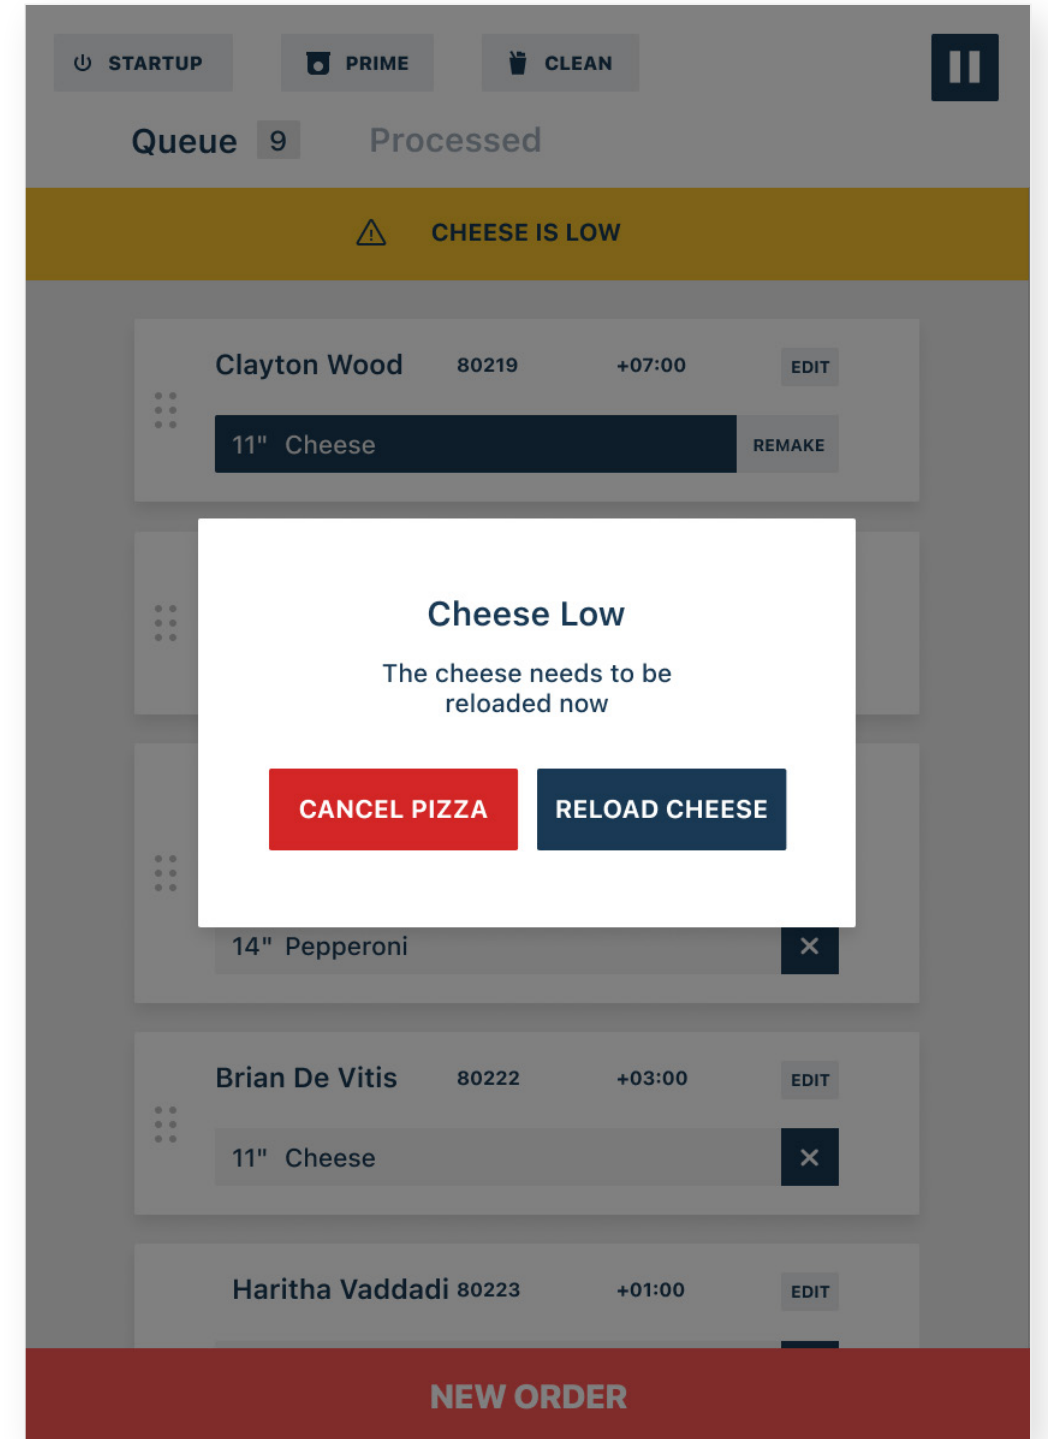 STARTUP PRIME CLEAN
Queue 9 Processed
CHEESE IS LOW
Clayton Wood 80219 +07:00 EDIT
11" Cheese REMAKE
Cheese Low
The cheese needs to be
reloaded now
CANCEL PIZZA RELOAD CHEESE
14" Pepperoni
Brian De Vitis 80222 +03:00 EDIT
11" Cheese
Haritha Vaddadi 80223 +01:00 EDIT
NEW ORDER